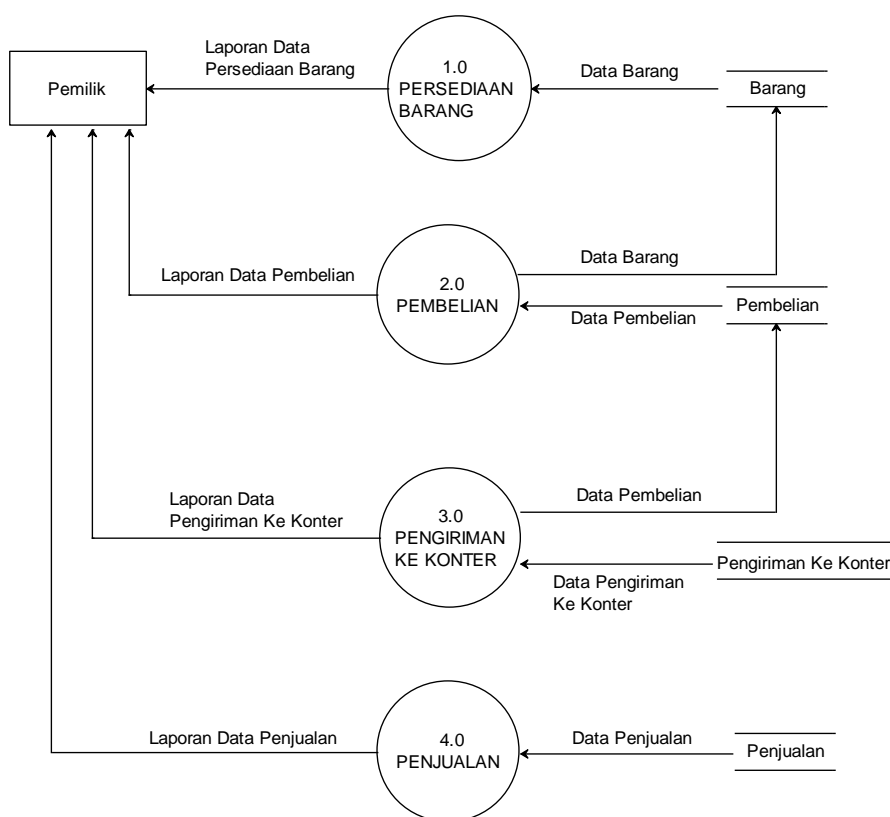 Laporan Data
Persediaan Barang
Pemilik
1.0
PERSEDIAAN
BARANG
Data Barang
Barang
Laporan Data Pembelian
2.0
PEMBELIAN
Data Barang
Data Pembelian
Pembelian
Laporan Data
Pengiriman Ke Konter
3.0
PENGIRIMAN
KE KONTER
Data Pembelian
Data Pengiriman
Ke Konter
Pengiriman Ke Konter
Laporan Data Penjualan
4.0
PENJUALAN
Data Penjualan
Penjualan